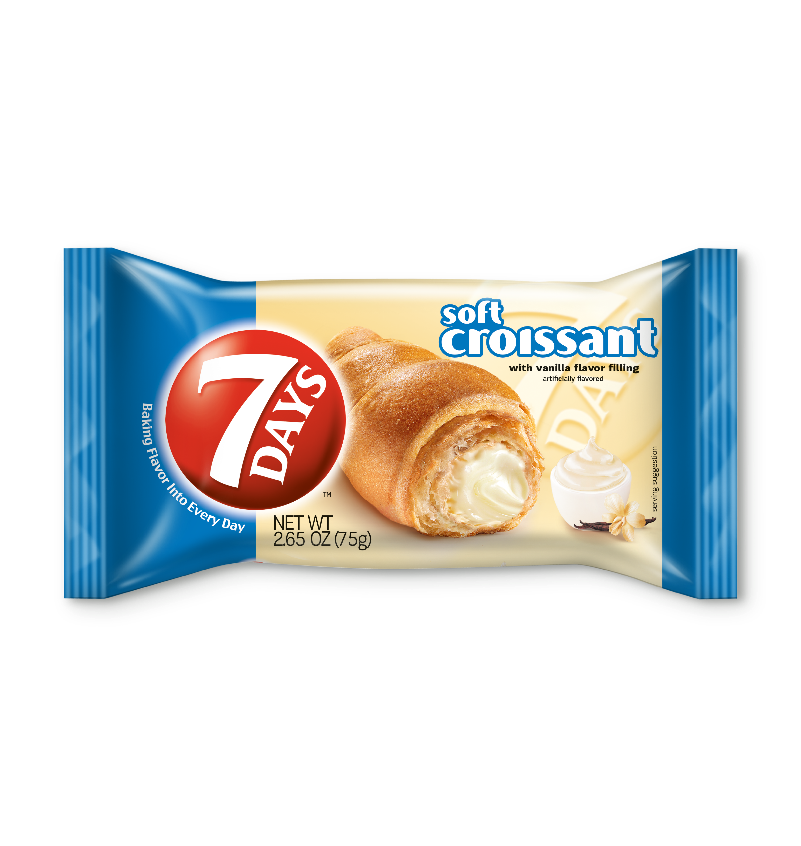 7
DAYS
™
Baking Flavor Into Every Day
NET WT
2.65 OZ (75g)
soft
croissant
with vanilla flavor filling
artificially flavored
DA
serving suggestion